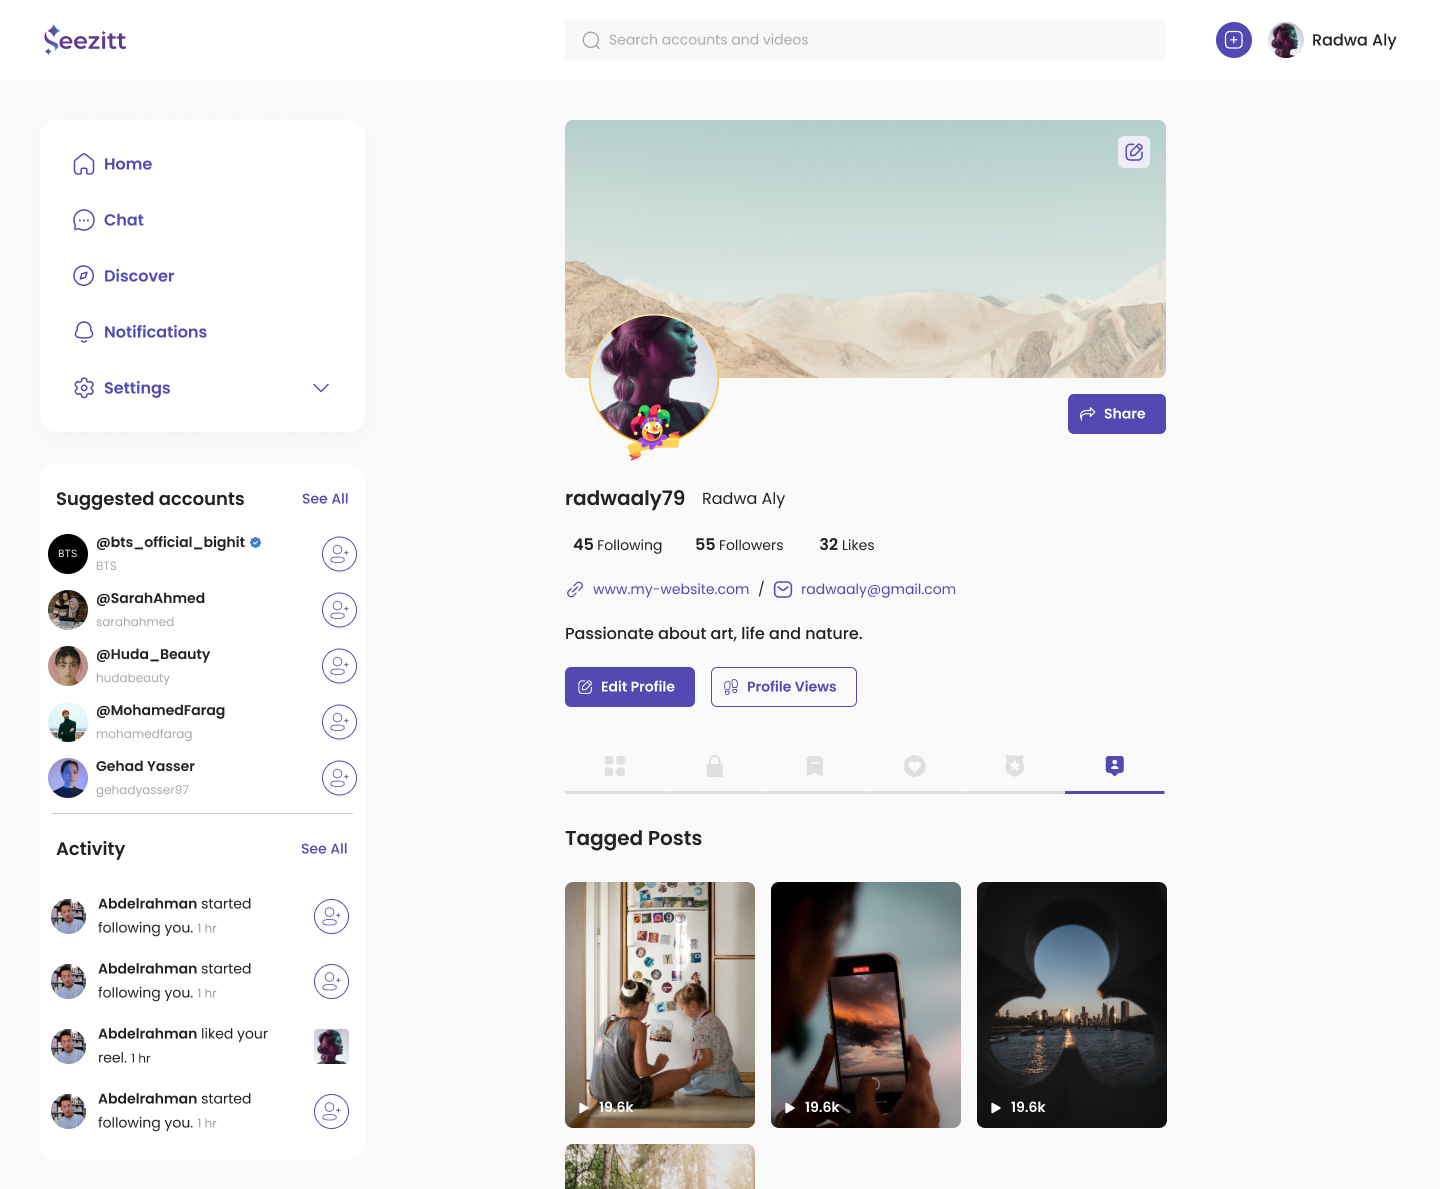 Seezitt
Search accounts and videos
Radwa Aly
Home
Chat
Discover
Notifications
Settings
Suggested accounts
See All
BTS
@bts_official_bighit
BTS
@SarahAhmed
sarahahmed
@Huda_Beauty
hudabeauty
@MohamedFarag
mohamedfarag
Gehad Yasser
gehadyasser97
Activity
See All
Abdelrahman started
following you. 1 hr
Abdelrahman started
following you. 1 hr
Abdelrahman liked your
reel. 1 hr
Abdelrahman started
following you. 1 hr
Share
radwaaly79 Radwa Aly
45 Following 55 Followers 32 Likes
www.my-website.com / radwaaly@gmail.com
Passionate about art, life and nature.
Edit Profile
Profile Views
Tagged Posts
19.6k
19.6k
19.6k